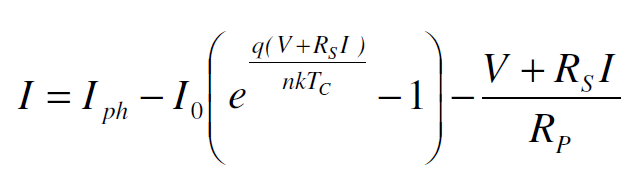 I = I_ph − I_0 ( e^{q(V+R_S I) / nkT_C} − 1 ) − (V + R_S I) / R_P